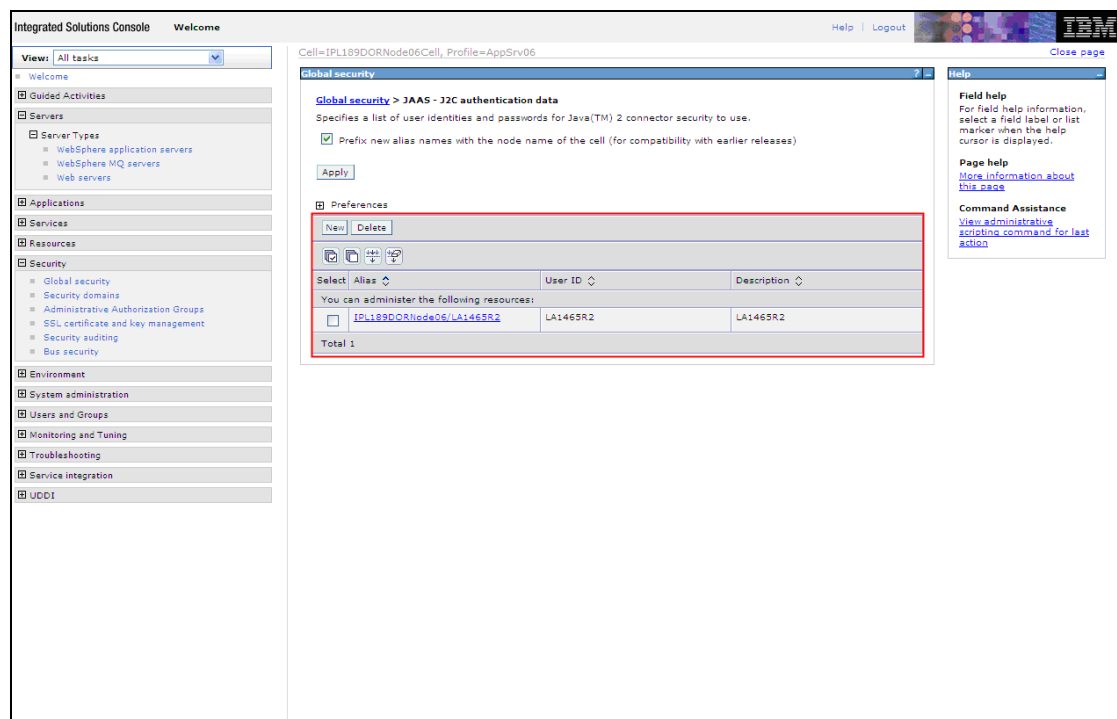 Integrated Solutions Console Welcome Help | Logout IBM
View: All tasks
Welcome
Guided Activities
Servers
Server Types
WebSphere application servers
WebSphere MQ servers
Web servers
Applications
Services
Resources
Security
Global security
Security domains
Administrative Authorization Groups
SSL certificate and key management
Security auditing
Bus security
Environment
System administration
Users and Groups
Monitoring and Tuning
Troubleshooting
Service integration
UDDI
Cell=IPL189DORNode06Cell, Profile=AppSrv06 Close page
Global security ? -
Global security > JAAS - J2C authentication data
Specifies a list of user identities and passwords for Java(TM) 2 connector security to use.
Prefix new alias names with the node name of the cell (for compatibility with earlier releases)
Apply
Preferences
New Delete
Select Alias User ID Description
You can administer the following resources:
IPL189DORNode06/LA1465R2 LA1465R2 LA1465R2
Total 1
Help -
Field help
For field help information,
select a field label or list
marker when the help
cursor is displayed.
Page help
More information about
this page
Command Assistance
View administrative
scripting command for last
action